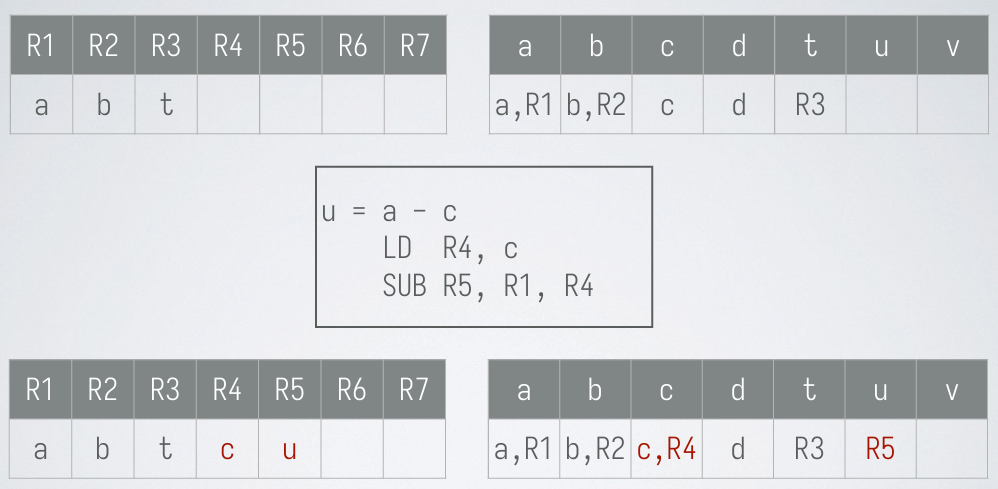 R1 R2 R3 R4 R5 R6 R7 a b c d t u v
a b t a,R1 b,R2 c d R3
u = a - c
LD R4, c
SUB R5, R1, R4
R1 R2 R3 R4 R5 R6 R7 a b c d t u v
a b t c u a,R1 b,R2 c,R4 d R3 R5